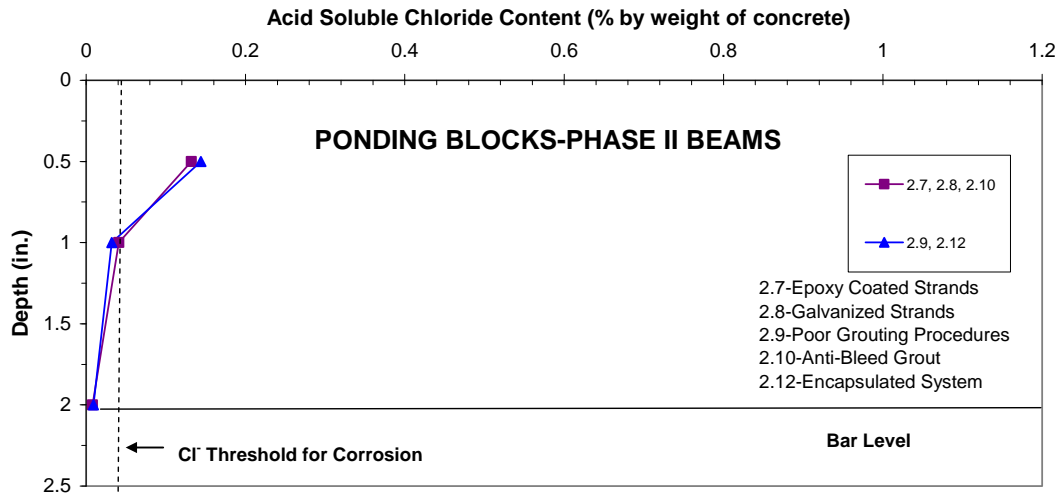 Acid Soluble Chloride Content (% by weight of concrete)
0 0.2 0.4 0.6 0.8 1 1.2
0
PONDING BLOCKS-PHASE II BEAMS
0.5
2.7, 2.8, 2.10
1
2.9, 2.12
Depth (in.)
2.7-Epoxy Coated Strands
2.8-Galvanized Strands
1.5
2.9-Poor Grouting Procedures
2.10-Anti-Bleed Grout
2.12-Encapsulated System
2
Bar Level
Cl⁻ Threshold for Corrosion
2.5